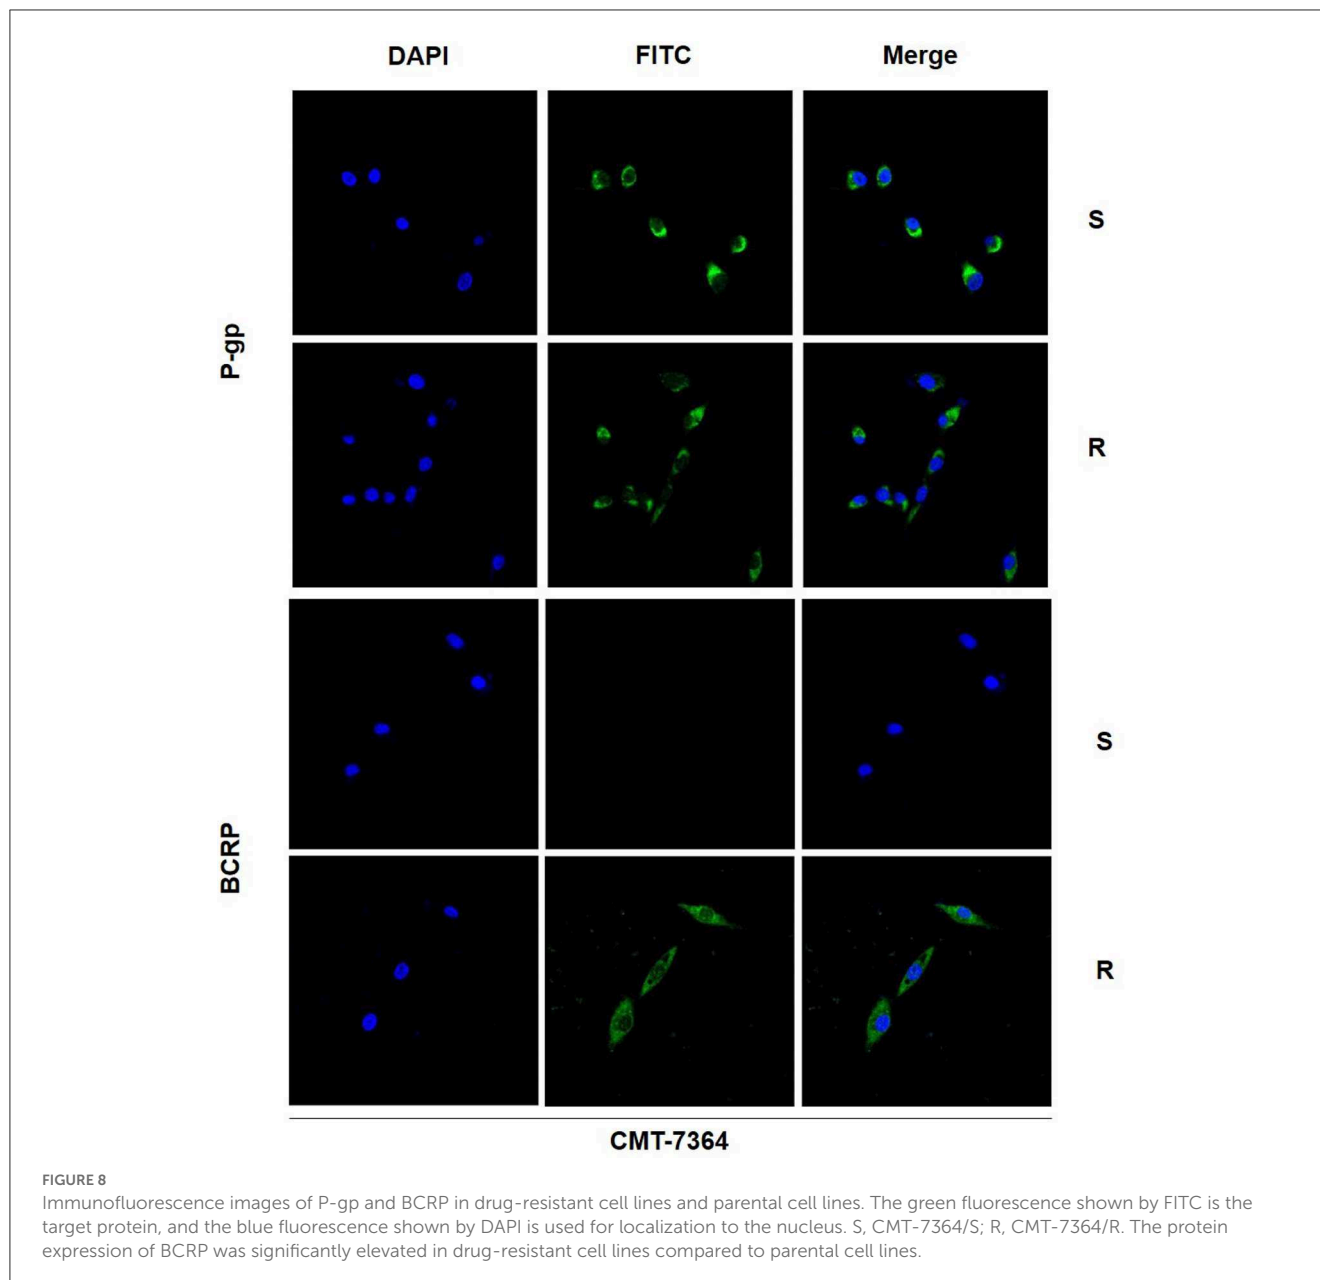 DAPI FITC Merge
S
P-gp
R
S
BCRP
R
CMT-7364
FIGURE 8
Immunofluorescence images of P-gp and BCRP in drug-resistant cell lines and parental cell lines. The green fluorescence shown by FITC is the
target protein, and the blue fluorescence shown by DAPI is used for localization to the nucleus. S, CMT-7364/S; R, CMT-7364/R. The protein
expression of BCRP was significantly elevated in drug-resistant cell lines compared to parental cell lines.